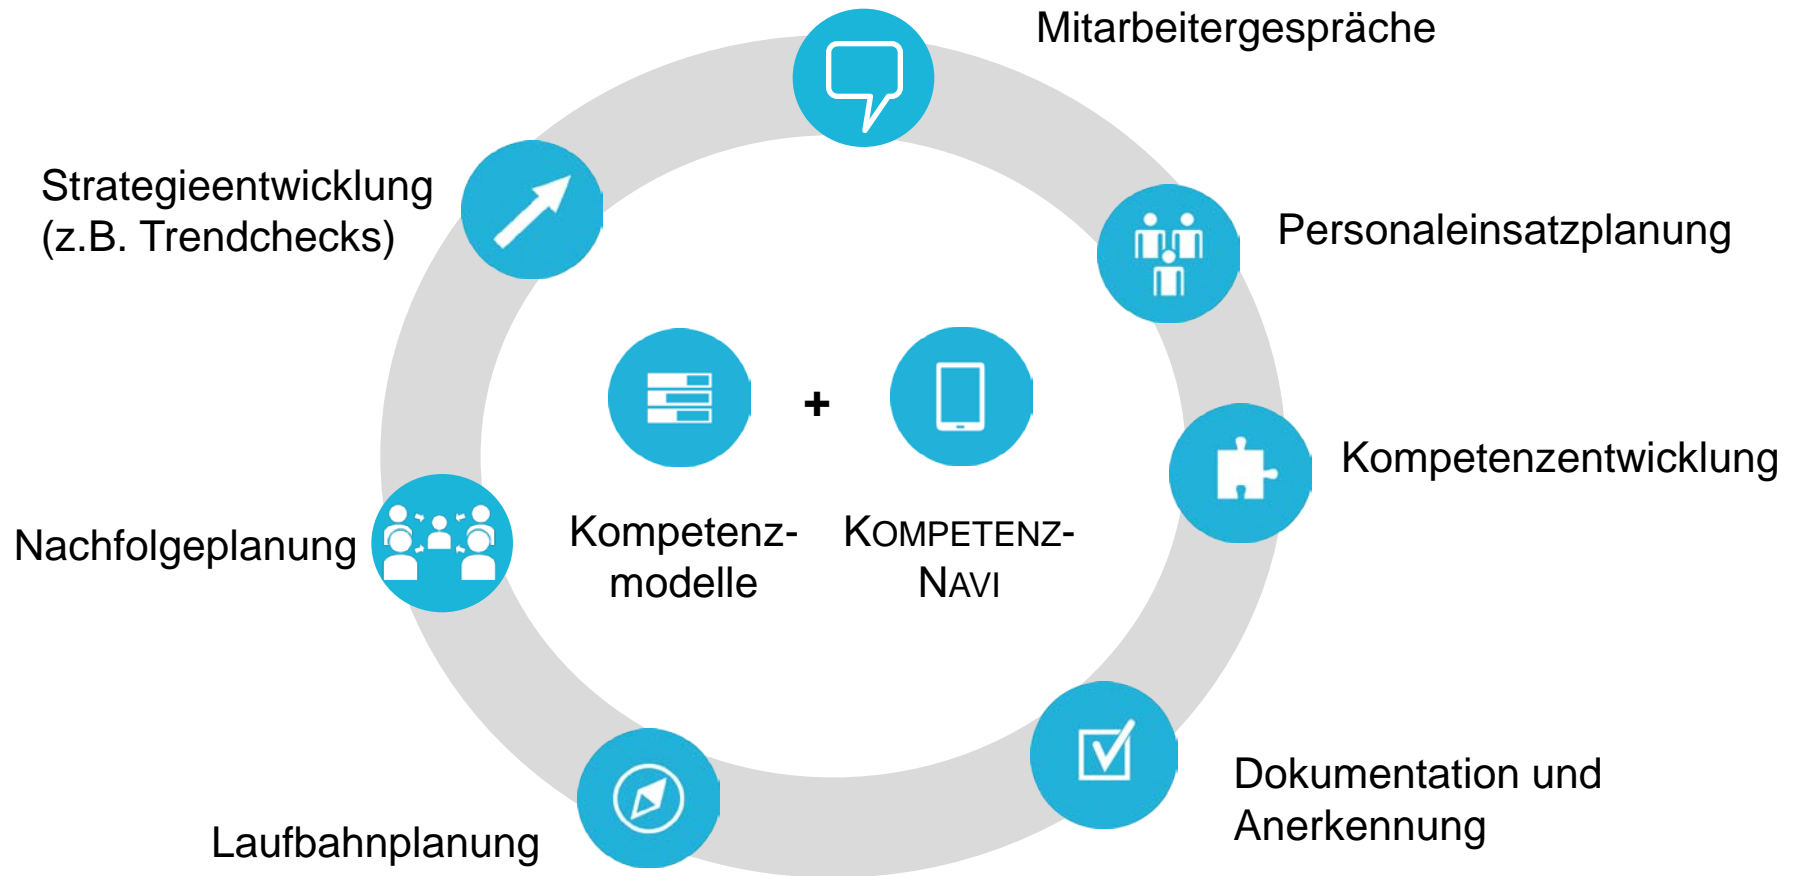 Mitarbeitergespräche
Strategieentwicklung
(z.B. Trendchecks)
Personaleinsatzplanung
+
Kompetenzentwicklung
Nachfolgeplanung
Kompetenz-
modelle
KOMPETENZ-
NAVI
Dokumentation und
Anerkennung
Laufbahnplanung